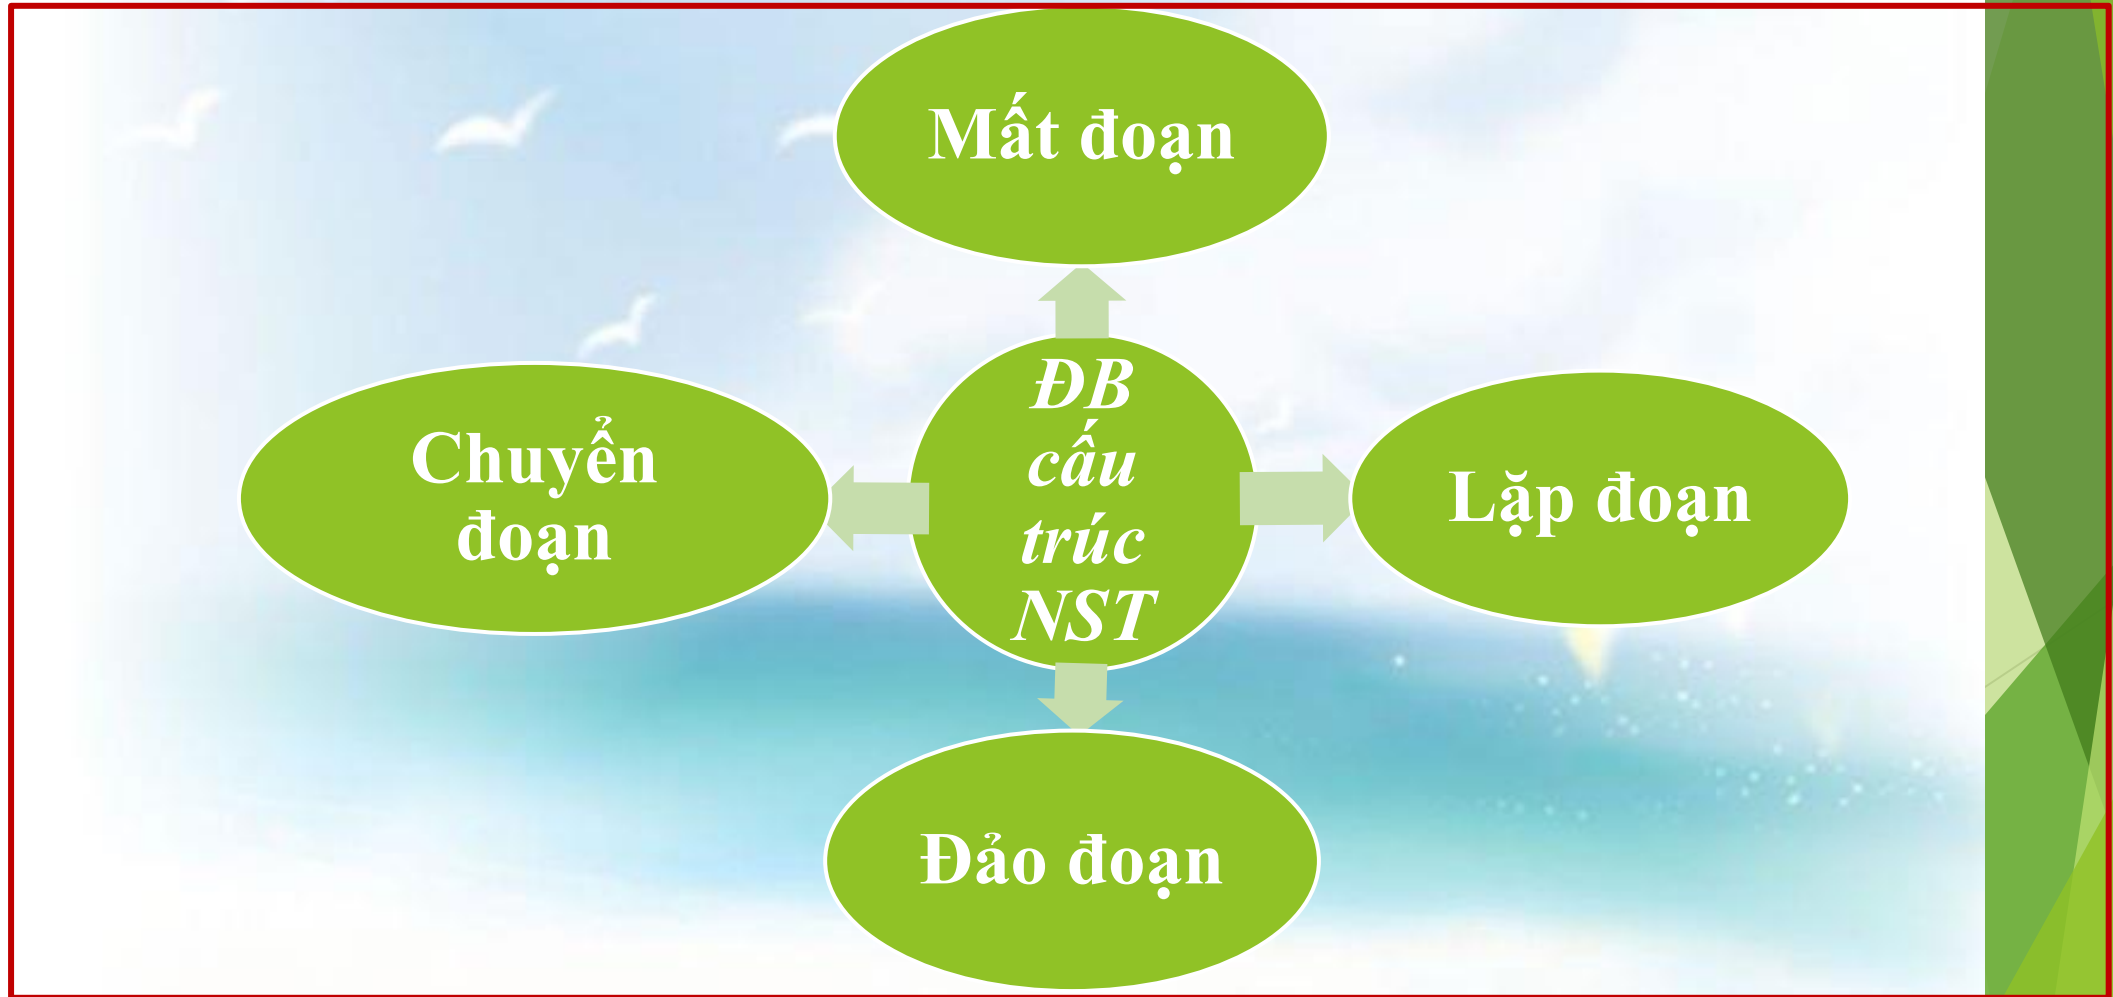 Mất đoạn
ĐB
cấu
trúc
NST
Chuyển
đoạn
Lặp đoạn
Đảo đoạn